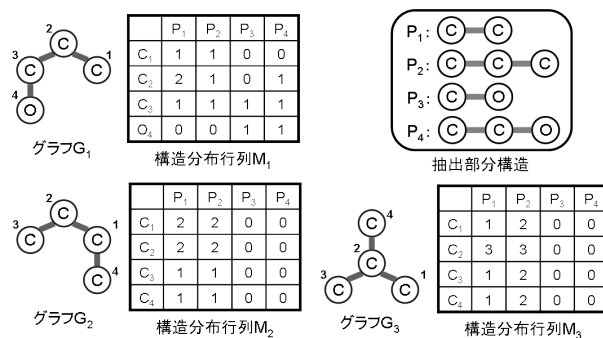 2
C
3
C
C
1
4
O
グラフG1
P1 P2 P3 P4
C1 1 1 0 0
C2 2 1 0 1
C3 1 1 1 1
O4 0 0 1 1
構造分布行列M1
P1: C C
P2: C C C
P3: C O
P4: C C O
抽出部分構造
2
C
3
C
C
1
C
4
グラフG2
P1 P2 P3 P4
C1 2 2 0 0
C2 2 2 0 0
C3 1 1 0 0
C4 1 1 0 0
構造分布行列M2
C
4
2
C
3
C
C
1
グラフG3
P1 P2 P3 P4
C1 1 2 0 0
C2 3 3 0 0
C3 1 2 0 0
C4 1 2 0 0
構造分布行列M3